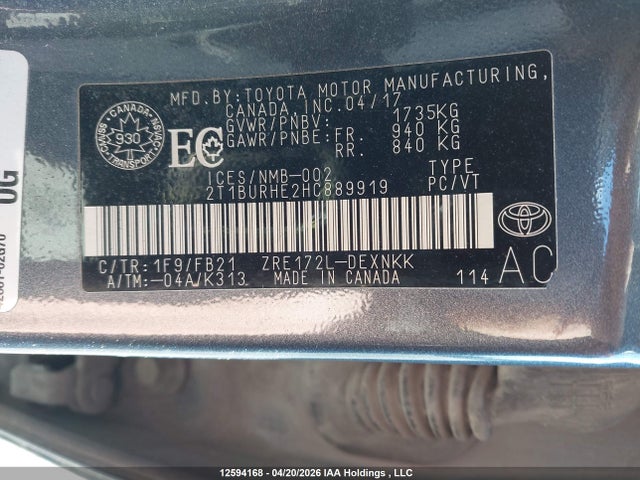 MFD.BY:TOYOTA MOTOR MANUFACTURING,
CANADA, INC.04/17
GVWR/PNBV: 1735KG
GAWR/PNBE:FR. 940 KG
RR. 840 KG
CANADA
930
TRANSPORT
EC
ICES/NMB-002 TYPE
2T1BURHE2HC889919 PC/VT
TOYOTA
C/TR:1F9/FB21 ZRE172L-DEXNKK
A/TM:-04A/K313 MADE IN CANADA 114 AC
12594168 - 04/20/2026 IAA Holdings , LLC